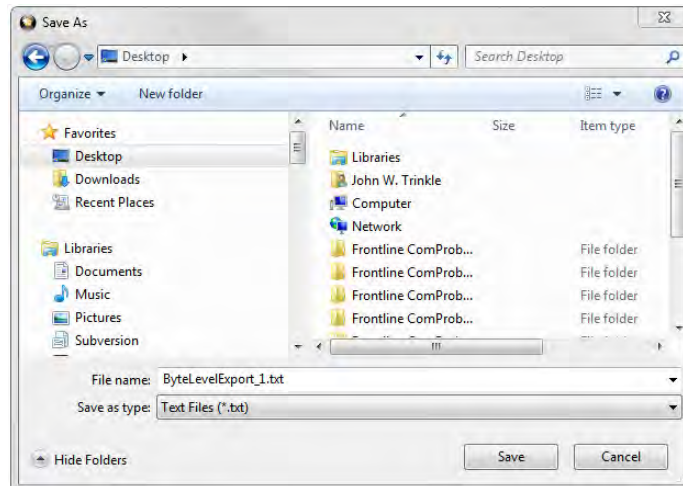 Save As
Desktop
Search Desktop
Organize New folder
Name Size Item type
Favorites
Desktop
Downloads
Recent Places
Libraries
Documents
Music
Pictures
Subversion
Libraries
John W. Trinkle
Computer
Network
Frontline ComProb... File folder
Frontline ComProb... File folder
Frontline ComProb... File folder
Frontline ComProb... File folder
File name: ByteLevelExport_1.txt
Save as type: Text Files (*.txt)
Hide Folders Save Cancel